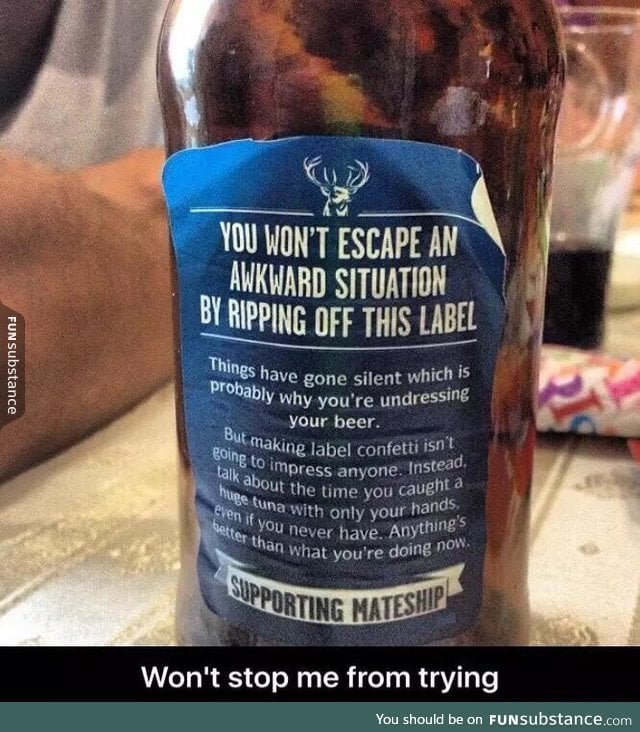 YOU WON'T ESCAPE AN
AWKWARD SITUATION
BY RIPPING OFF THIS LABEL
Things have gone silent which is
probably why you're undressing
your beer.
But making label confetti isn't
going to impress anyone. Instead,
talk about the time you caught a
huge tuna with only your hands,
even if you never have. Anything's
better than what you're doing now.
SUPPORTING MATESHIP
FUNsubstance
Won't stop me from trying
You should be on FUNsubstance.com